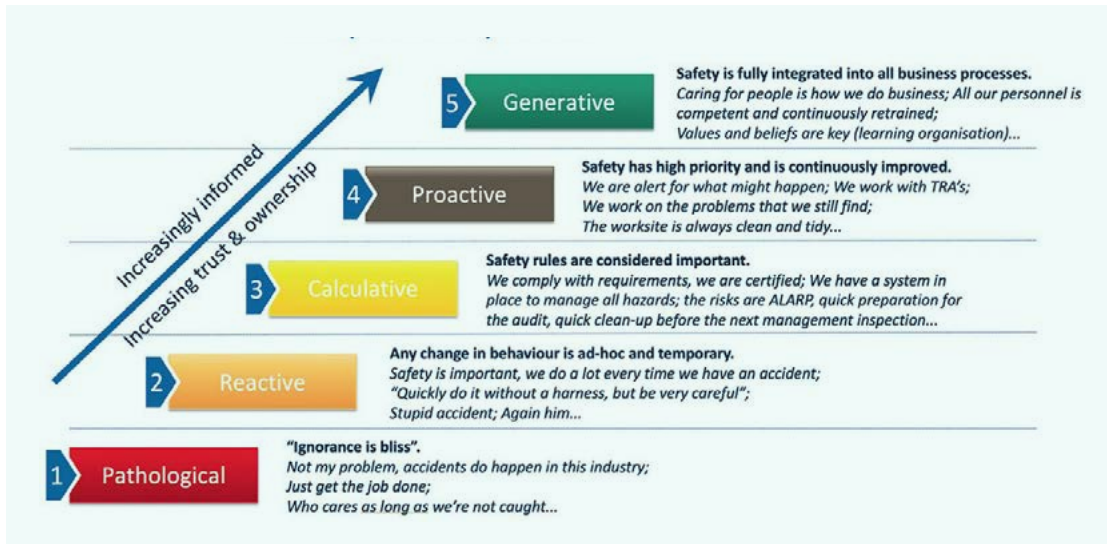 5
Generative
Safety is fully integrated into all business processes.
Caring for people is how we do business; All our personnel is
competent and continuously retrained;
Values and beliefs are key (learning organisation)...
Increasingly informed
Increasing trust & ownership
4
Proactive
Safety has high priority and is continuously improved.
We are alert for what might happen; We work with TRA's;
We work on the problems that we still find;
The worksite is always clean and tidy...
3
Calculative
Safety rules are considered important.
We comply with requirements, we are certified; We have a system in
place to manage all hazards; the risks are ALARP, quick preparation for
the audit, quick clean-up before the next management inspection...
2
Reactive
Any change in behaviour is ad-hoc and temporary.
Safety is important, we do a lot every time we have an accident;
“Quickly do it without a harness, but be very careful”;
Stupid accident; Again him...
1
Pathological
“Ignorance is bliss”.
Not my problem, accidents do happen in this industry;
Just get the job done;
Who cares as long as we're not caught...